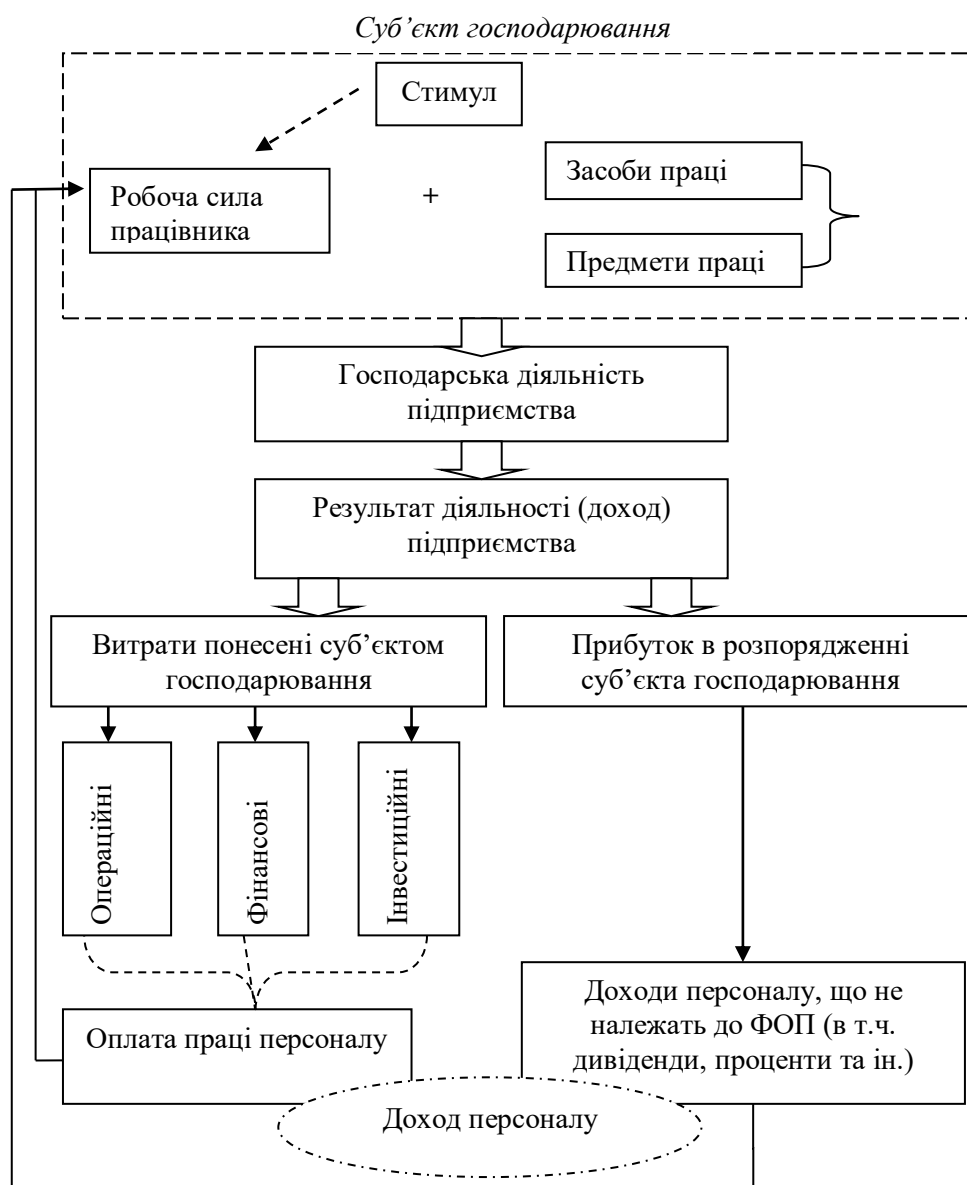 Суб’єкт господарювання
Стимул
Робоча сила
працівника
+
Засоби праці
Предмети праці
Господарська діяльність
підприємства
Результат діяльності (доход)
підприємства
Витрати понесені суб’єктом
господарювання
Прибуток в розпорядженні
суб’єкта господарювання
Операційні
Фінансові
Інвестиційні
Оплата праці персоналу
Доходи персоналу, що не
належать до ФОП (в т.ч.
дивіденди, проценти та ін.)
Доход персоналу